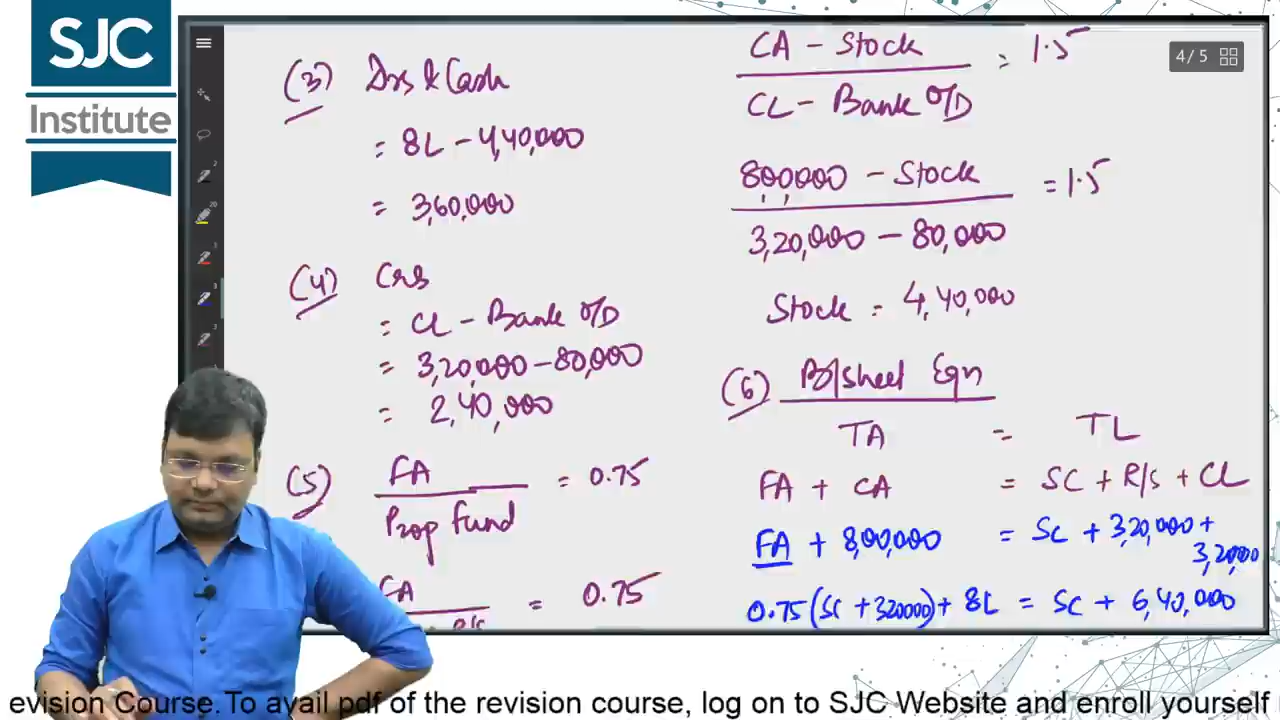 SJC
Institute
4 / 5
(3) Drs & Cash
= 8L - 4,40,000
= 3,60,000
(4) Crs
= CL - Bank O/D
= 3,20,000 - 80,000
= 2,40,000
(5) FA / Prop Fund = 0.75
FA / R/S = 0.75
CA - Stock / CL - Bank O/D = 1.5
8,00,000 - Stock / 3,20,000 - 80,000 = 1.5
Stock = 4,40,000
(6) B/Sheet Eqn
TA = TL
FA + CA = SC + R/S + CL
FA + 8,00,000 = SC + 3,20,000 + 3,20,000
0.75(SC + 320000) + 8L = SC + 6,40,000
evision Course. To avail pdf of the revision course, log on to SJC Website and enroll yourself